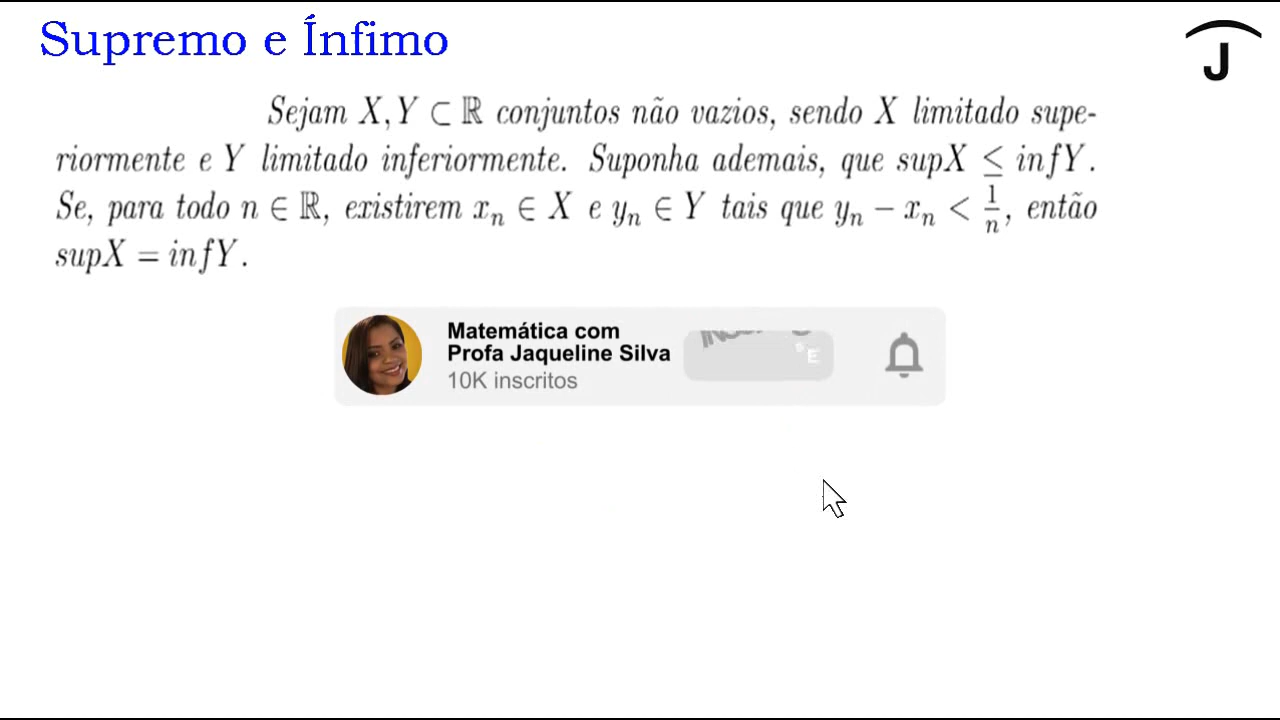 Supremo e Ínfimo
J
Sejam X, Y ⊂ ℝ conjuntos não vazios, sendo X limitado supe-
riormente e Y limitado inferiormente. Suponha ademais, que supX ≤ infY.
Se, para todo n ∈ ℝ, existirem xₙ ∈ X e yₙ ∈ Y tais que yₙ − xₙ < 1/n, então
supX = infY.
Matemática com
Profa Jaqueline Silva
10K inscritos